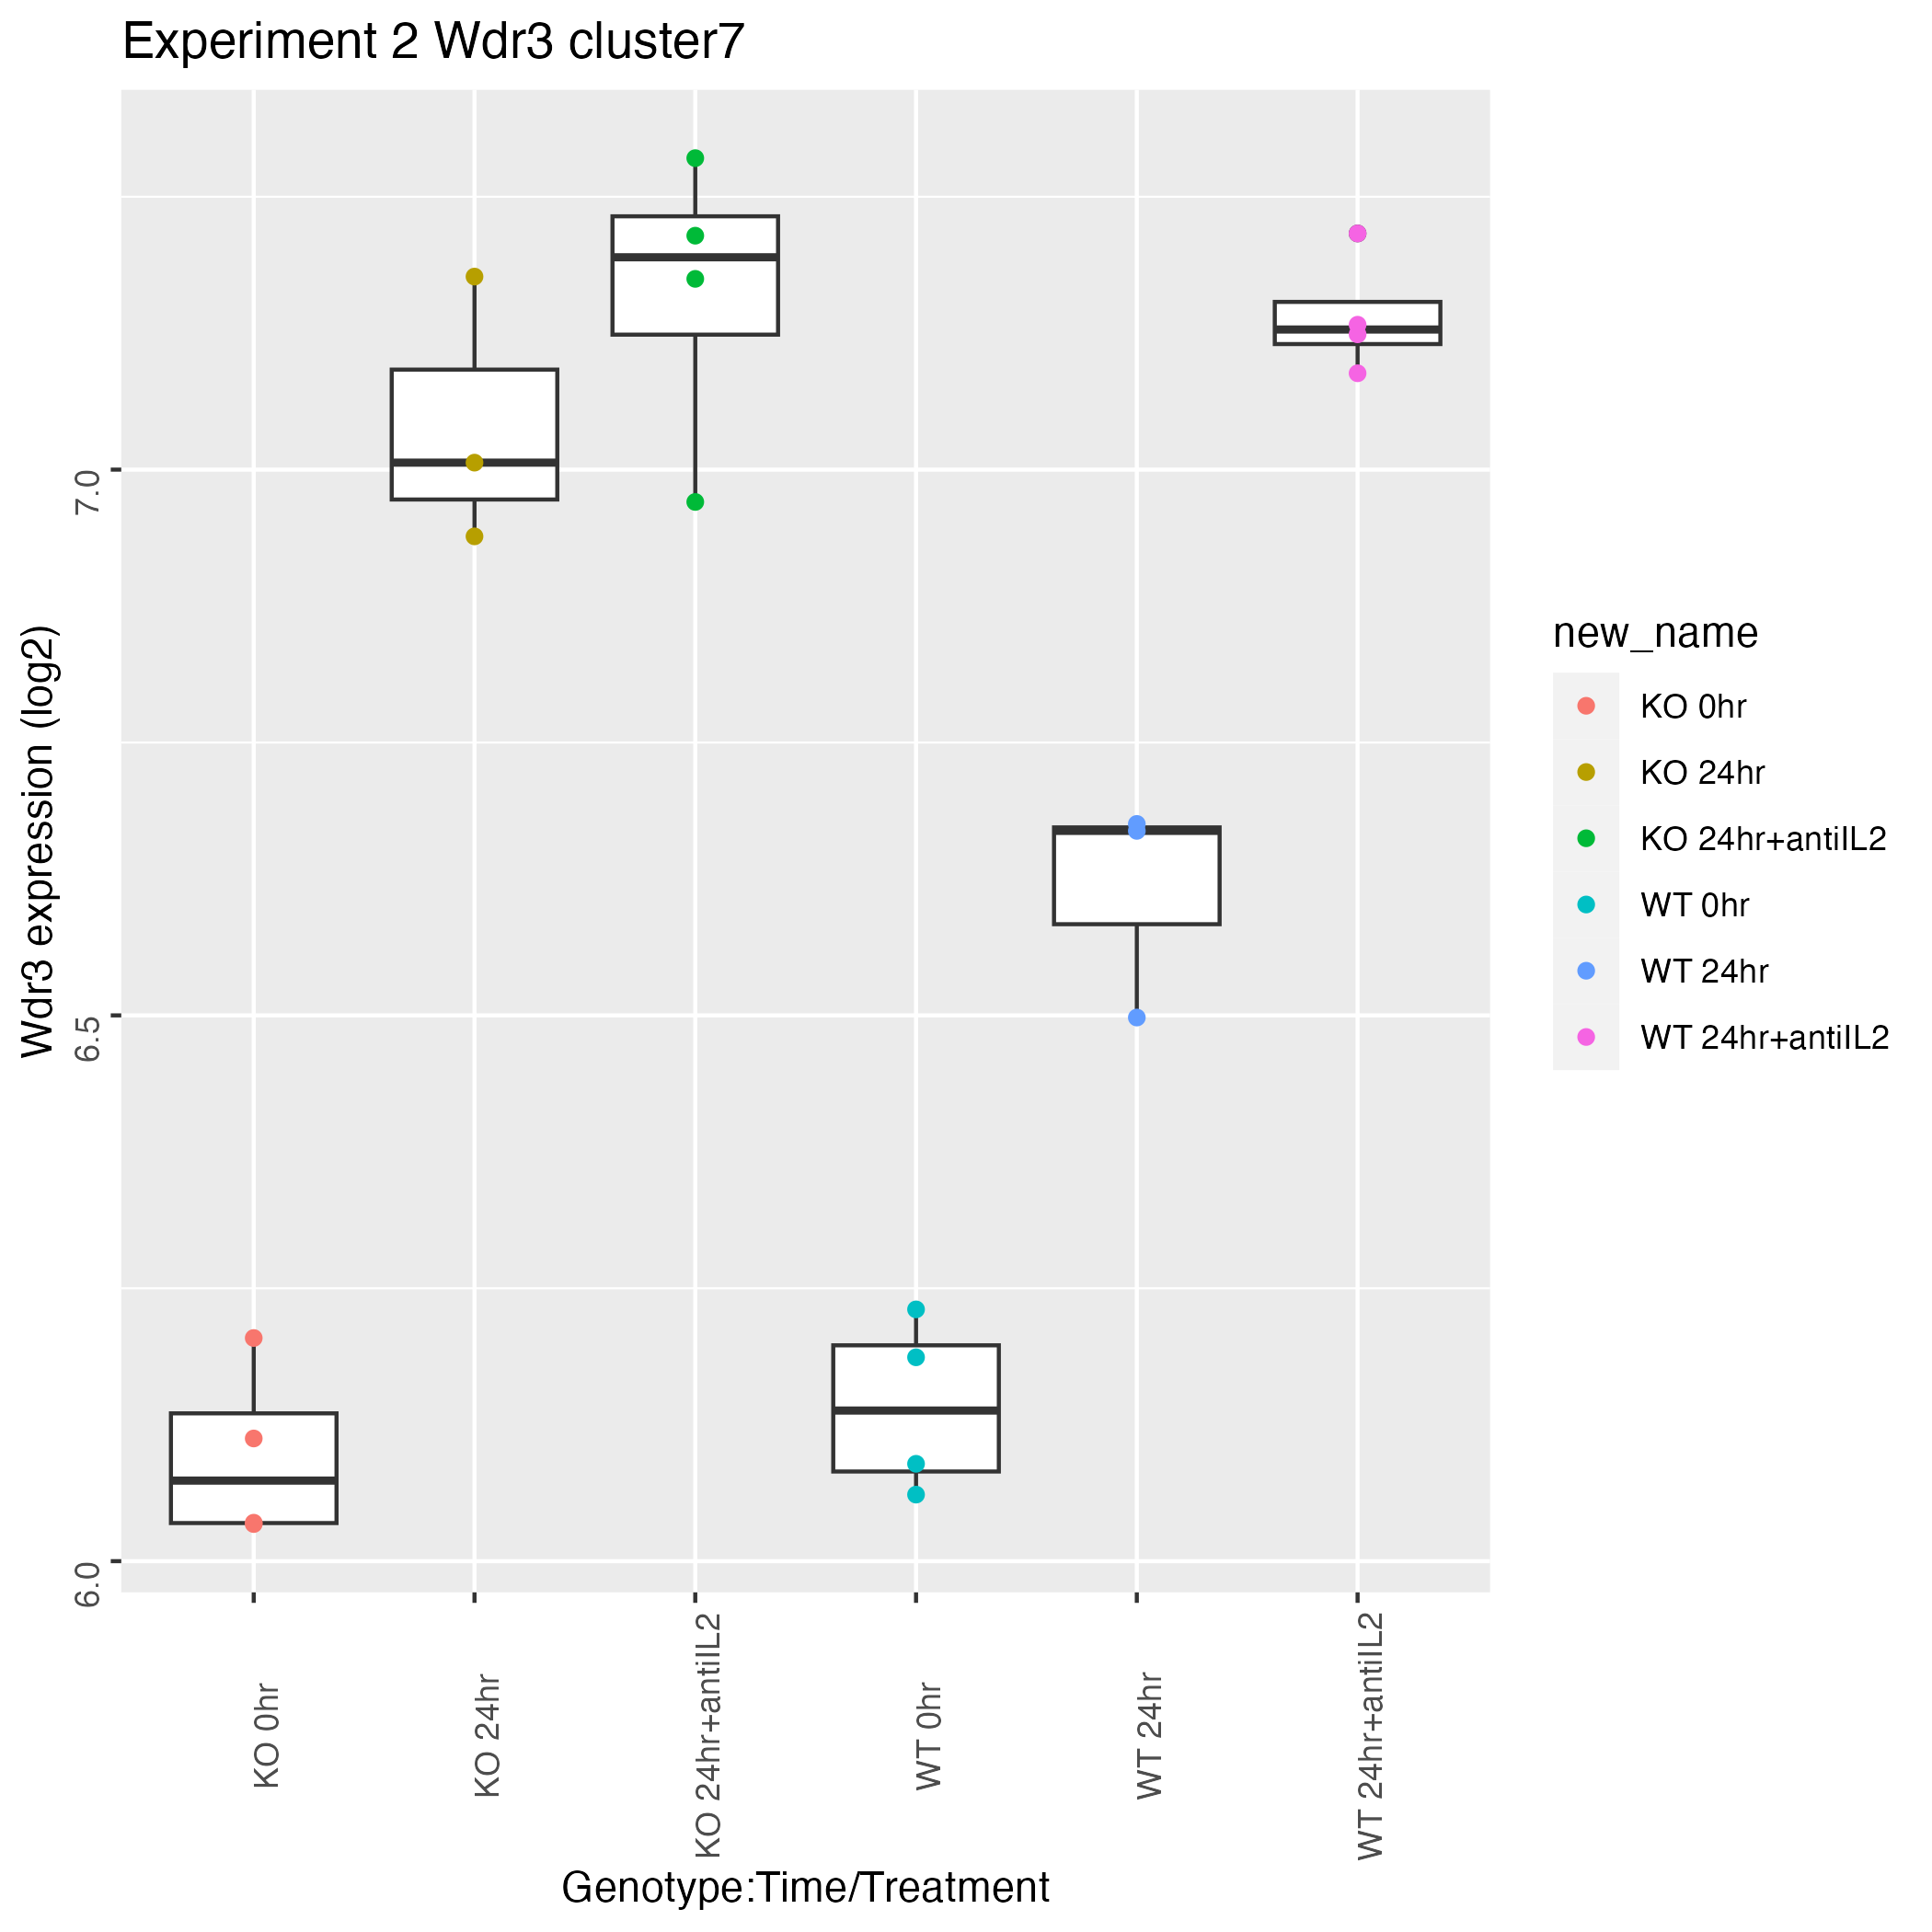 Experiment 2 Wdr3 cluster7
Wdr3 expression (log2)
7.0
6.5
6.0
KO 0hr
KO 24hr
KO 24hr+antiIL2
WT 0hr
WT 24hr
WT 24hr+antiIL2
Genotype:Time/Treatment
new_name
KO 0hr
KO 24hr
KO 24hr+antiIL2
WT 0hr
WT 24hr
WT 24hr+antiIL2